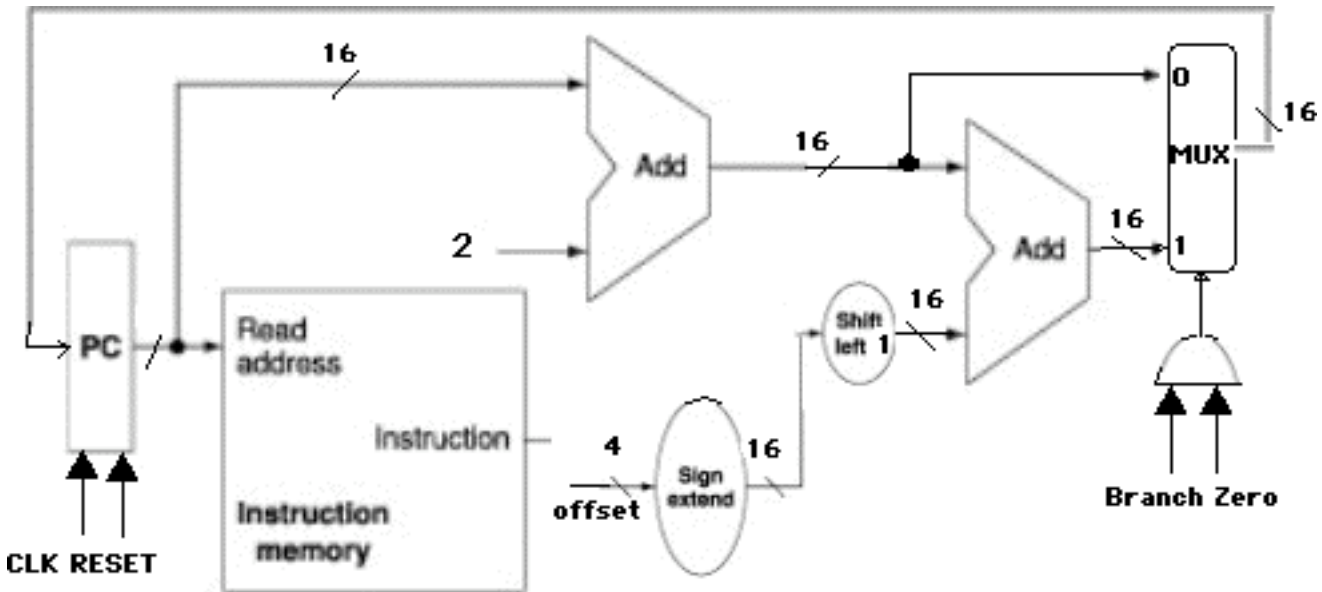 16
0
16
MUX
16
Add
2
16
1
Add
PC
Read
address
Shift
left 1
16
Instruction
4
offset
Sign
extend
16
Instruction
memory
Branch Zero
CLK RESET